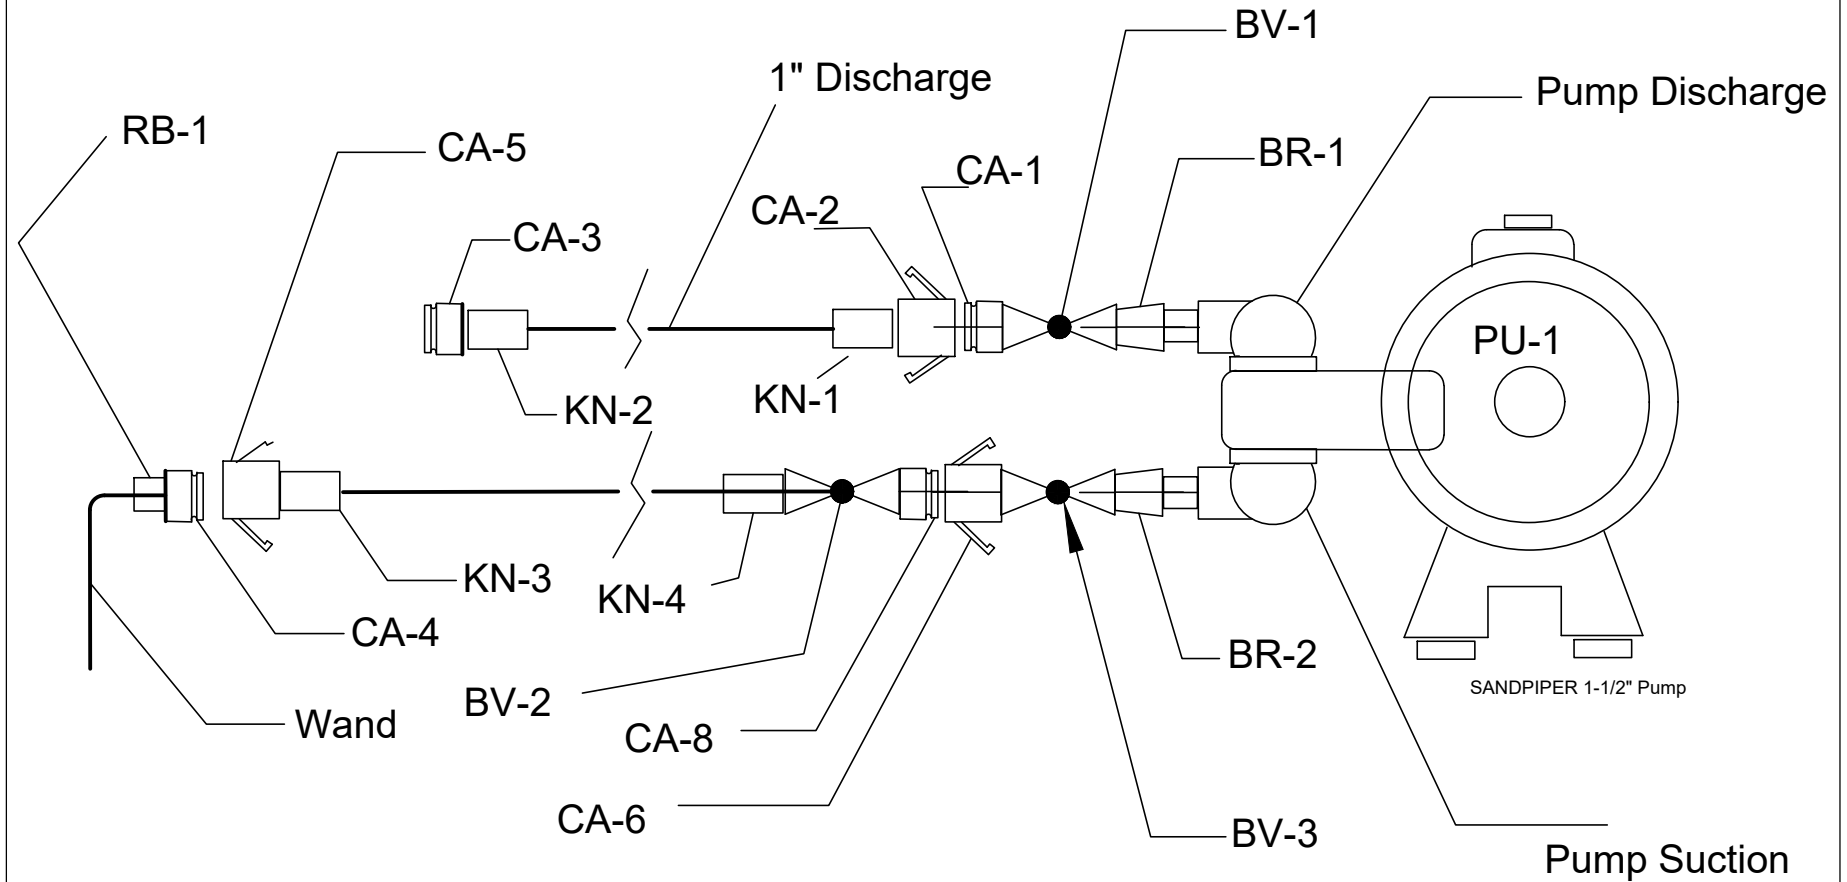 BV-1
1" Discharge
Pump Discharge
RB-1
CA-5
BR-1
CA-1
CA-2
CA-3
PU-1
KN-1
KN-2
KN-3
KN-4
CA-4
BR-2
SANDPIPER 1-1/2" Pump
BV-2
Wand
CA-8
CA-6
BV-3
Pump Suction